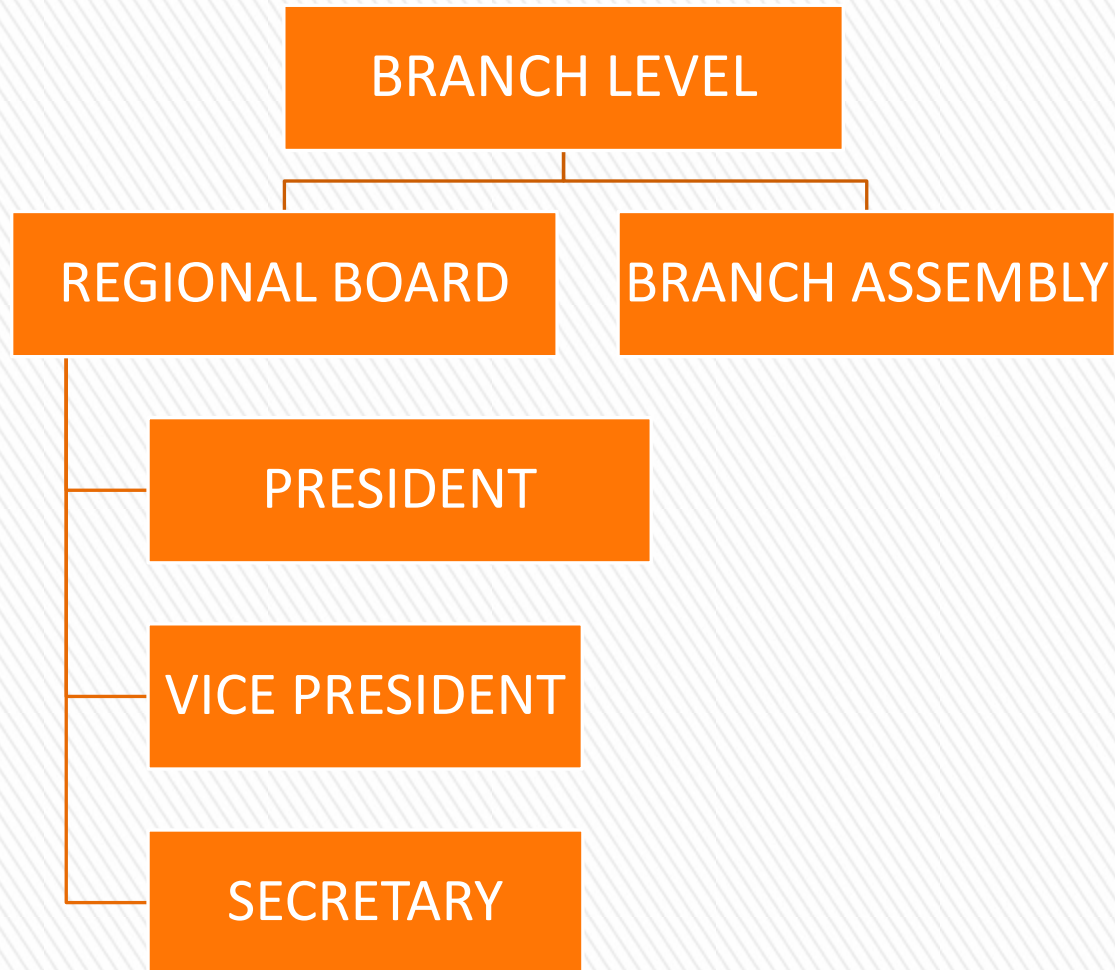 BRANCH LEVEL
REGIONAL BOARD
BRANCH ASSEMBLY
PRESIDENT
VICE PRESIDENT
SECRETARY